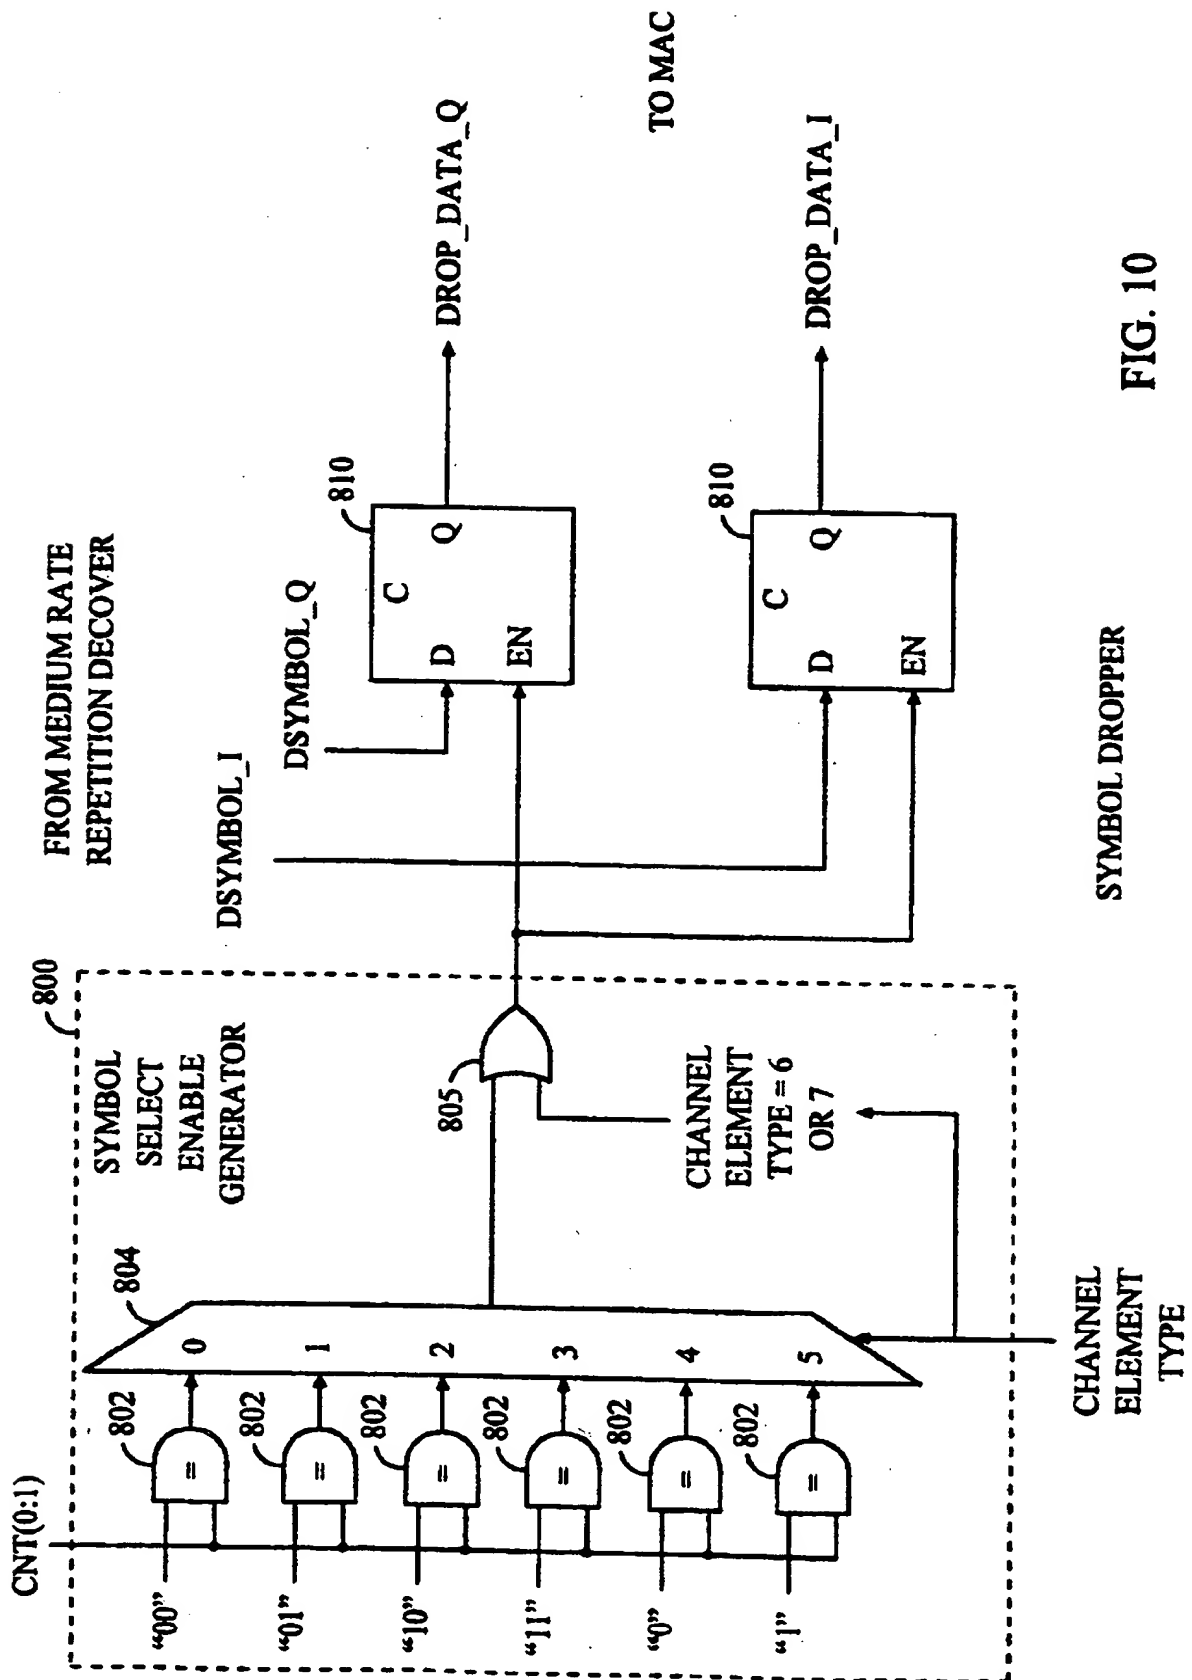 FROM MEDIUM RATE
REPETITION DECOVER
TO MAC
CNT(0:1)
800
SYMBOL
SELECT
ENABLE
GENERATOR
DSYMBOL_I
DSYMBOL_Q
"00"
802
=
0
"01"
802
=
1
"10"
802
=
2
"11"
802
=
3
"0"
802
=
4
"1"
802
=
5
804
805
CHANNEL
ELEMENT
TYPE = 6
OR 7
CHANNEL
ELEMENT
TYPE
810
D
C
Q
EN
DROP_DATA_Q
810
D
C
Q
EN
DROP_DATA_I
SYMBOL DROPPER
FIG. 10